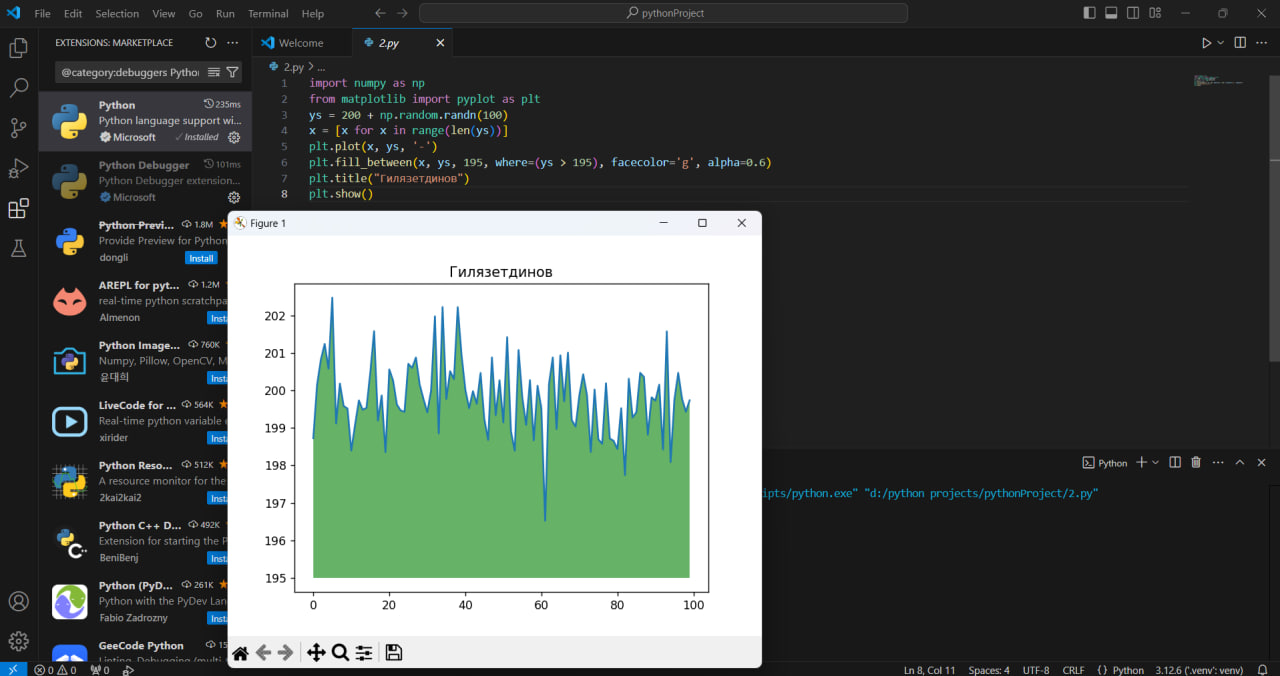 File Edit Selection View Go Run Terminal Help
pythonProject
EXTENSIONS: MARKETPLACE
@category:debuggers Python
Python 235ms
Python language support wi...
Microsoft Installed
Python Debugger 101ms
Python Debugger extension...
Microsoft
Python Previ... 1.8M
Provide Preview for Python
dongli Install
AREPL for pyt... 1.2M
real-time python scratchpa
Almenon Insta
Python Image... 760K
Numpy, Pillow, OpenCV, M
윤대희 Insta
LiveCode for ... 564K
Real-time python variable
xirider Insta
Python Reso... 512K
A resource monitor for the
2kai2kai2 Insta
Python C++ D... 492K
Extension for starting the P
BeniBenj Insta
Python (PyD... 261K
Python with the PyDev Lan
Fabio Zadrozny Insta
GeeCode Python 15
Welcome 2.py
2.py > ...
1 import numpy as np
2 from matplotlib import pyplot as plt
3 ys = 200 + np.random.randn(100)
4 x = [x for x in range(len(ys))]
5 plt.plot(x, ys, '-')
6 plt.fill_between(x, ys, 195, where=(ys > 195), facecolor='g', alpha=0.6)
7 plt.title("Гилязетдинов")
8 plt.show()
Figure 1
Гилязетдинов
202
201
200
199
198
197
196
195
0 20 40 60 80 100
Python
ipts/python.exe" "d:/python projects/pythonProject/2.py"
0 0 0
Ln 8, Col 11 Spaces: 4 UTF-8 CRLF {} Python 3.12.6 ('.venv': venv)